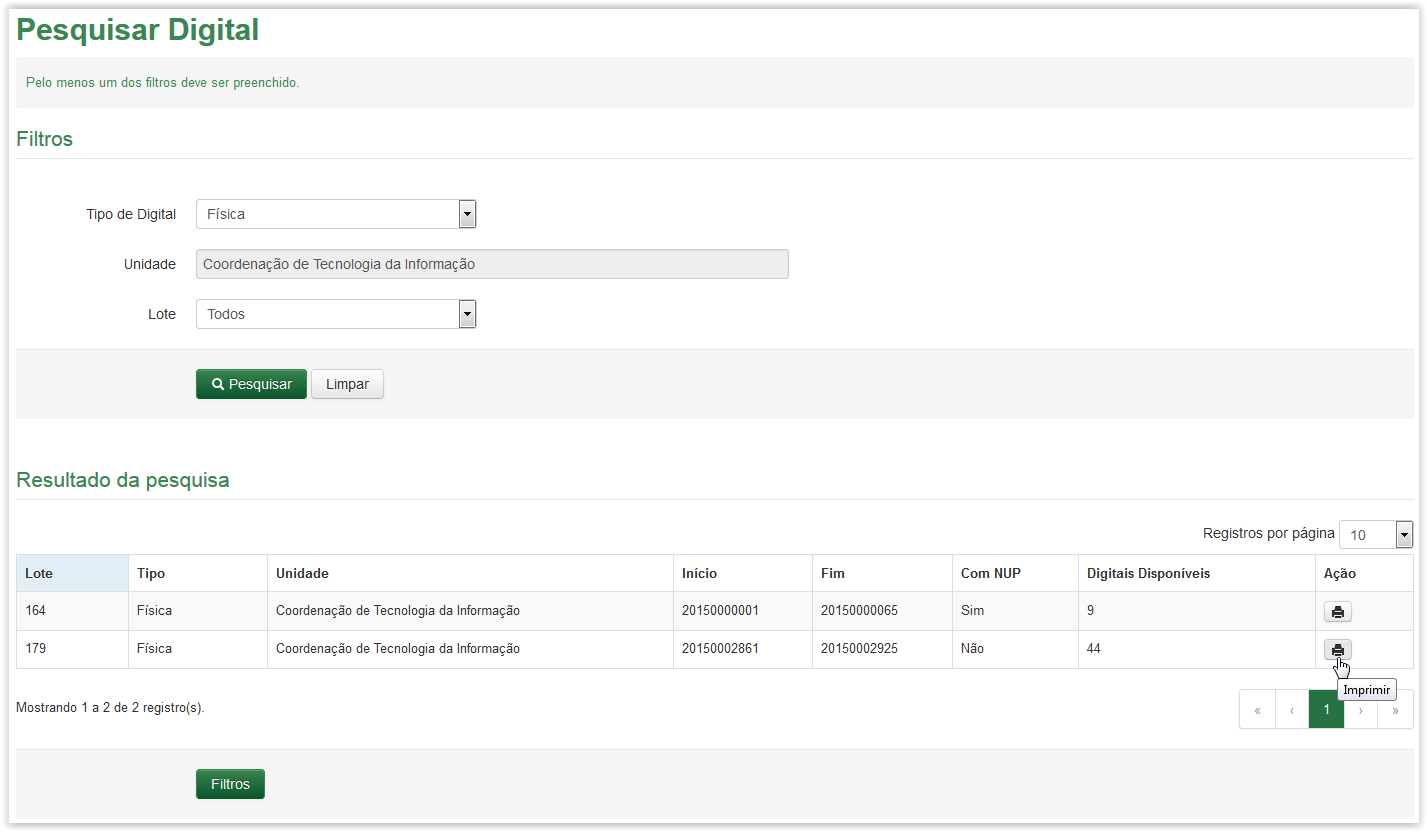 Pesquisar Digital
Pelo menos um dos filtros deve ser preenchido.
Filtros
Tipo de Digital Física
Unidade Coordenação de Tecnologia da Informação
Lote Todos
Pesquisar Limpar
Resultado da pesquisa
Registros por página 10
Lote Tipo Unidade Início Fim Com NUP Digitais Disponíveis Ação
164 Física Coordenação de Tecnologia da Informação 20150000001 20150000065 Sim 9
179 Física Coordenação de Tecnologia da Informação 20150002861 20150002925 Não 44
Imprimir
Mostrando 1 a 2 de 2 registro(s). « ‹ 1 › »
Filtros